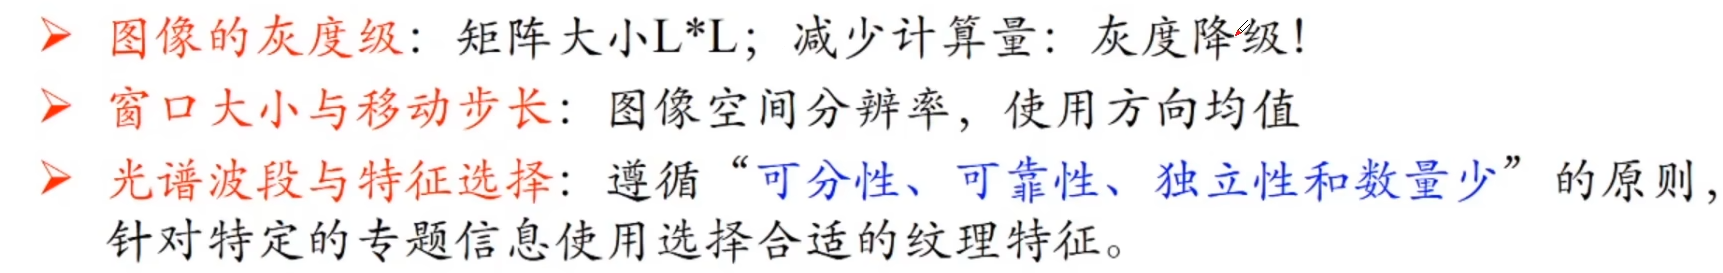 ➢ 图像的灰度级：矩阵大小L*L；减少计算量：灰度降级！
➢ 窗口大小与移动步长：图像空间分辨率，使用方向均值
➢ 光谱波段与特征选择：遵循“可分性、可靠性、独立性和数量少”的原则，
针对特定的专题信息使用选择合适的纹理特征。